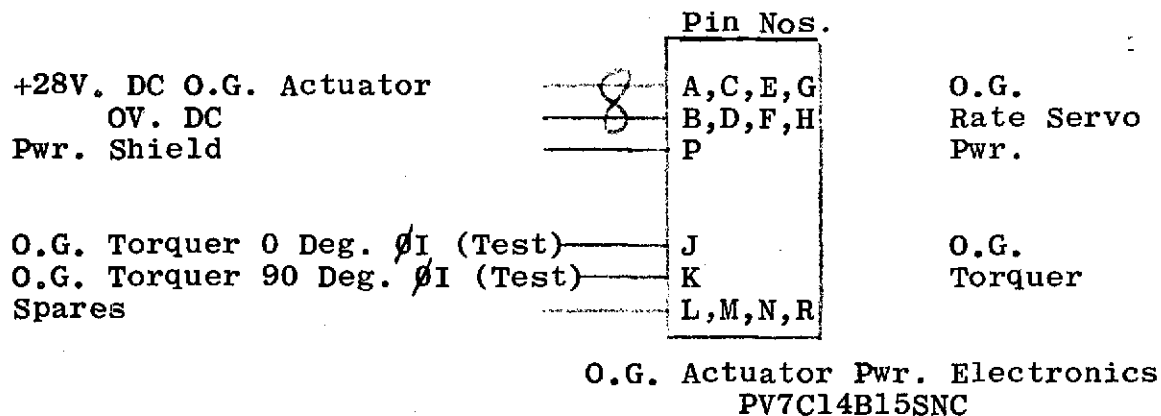 Pin Nos.
+28V. DC O.G. Actuator A,C,E,G O.G.
OV. DC B,D,F,H Rate Servo
Pwr. Shield P Pwr.
O.G. Torquer 0 Deg. ØI (Test) J O.G.
O.G. Torquer 90 Deg. ØI (Test) K Torquer
Spares L,M,N,R
O.G. Actuator Pwr. Electronics
PV7C14B15SNC